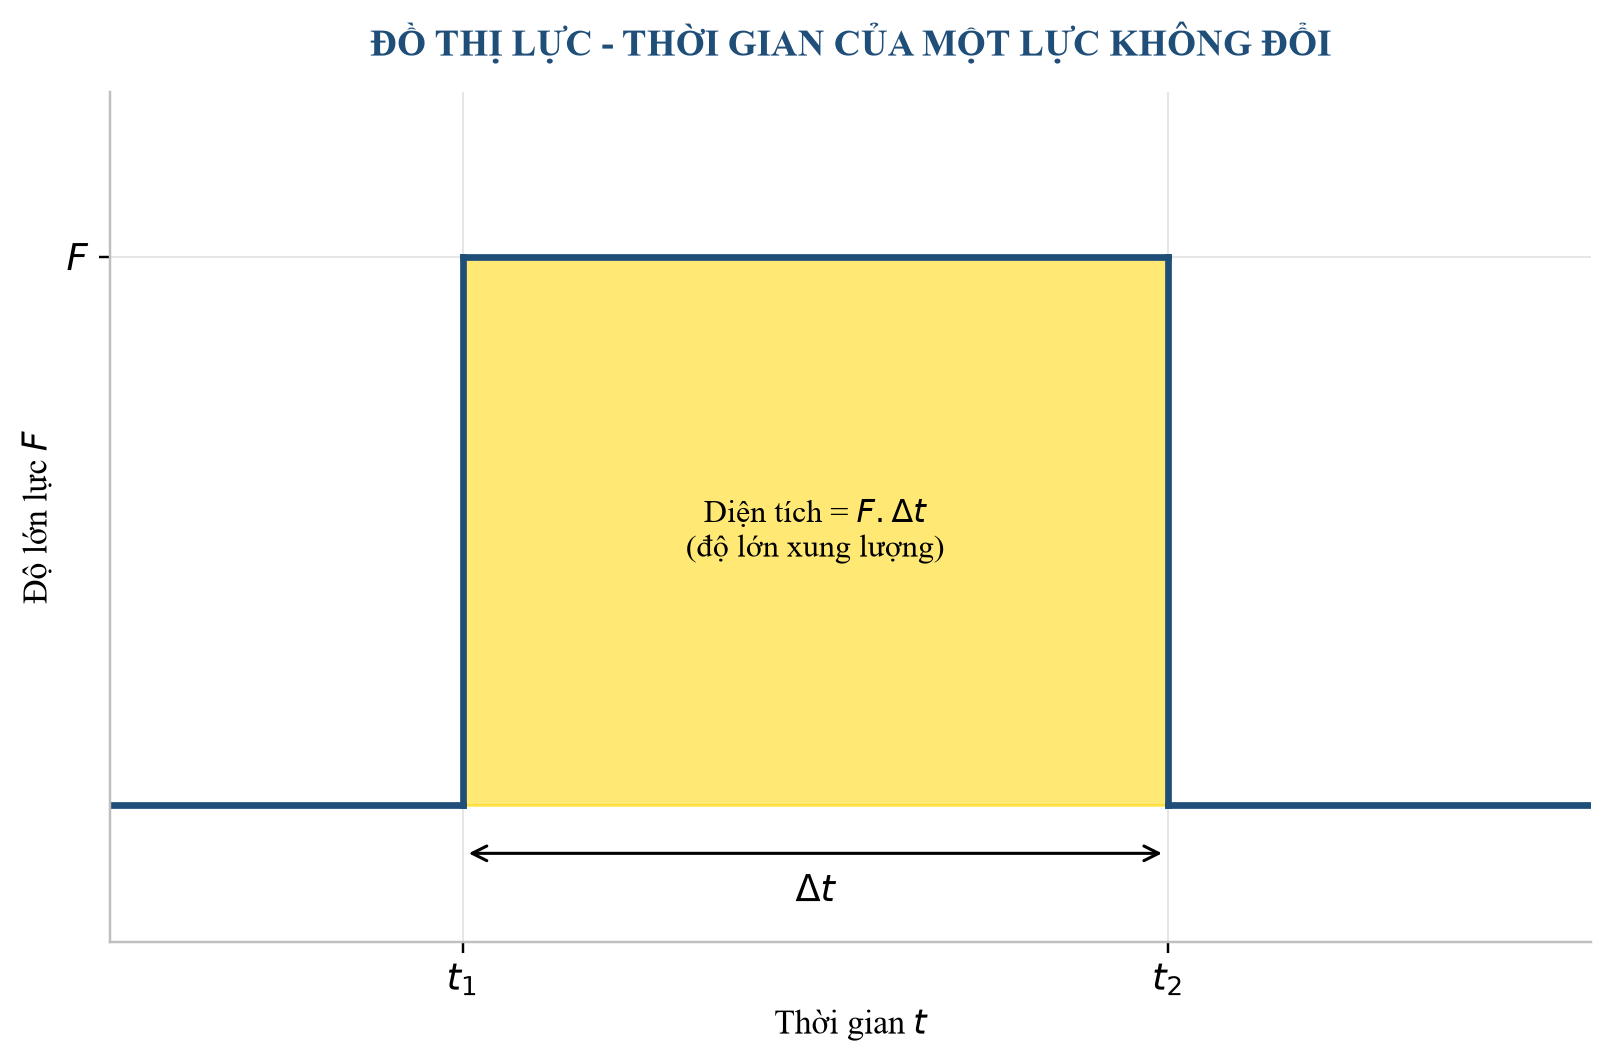 ĐỒ THỊ LỰC - THỜI GIAN CỦA MỘT LỰC KHÔNG ĐỔI
F
Độ lớn lực F
Diện tích = F. Δt
(độ lớn xung lượng)
Δt
t₁
t₂
Thời gian t